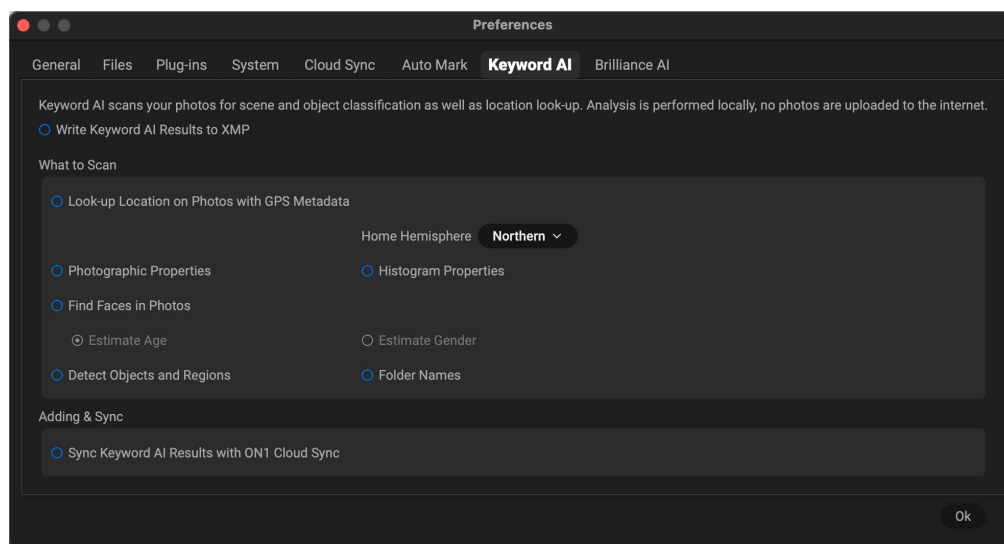 Preferences
General Files Plug-ins System Cloud Sync Auto Mark Keyword AI Brilliance AI
Keyword AI scans your photos for scene and object classification as well as location look-up. Analysis is performed locally, no photos are uploaded to the internet.
Write Keyword AI Results to XMP
What to Scan
Look-up Location on Photos with GPS Metadata
Home Hemisphere Northern
Photographic Properties Histogram Properties
Find Faces in Photos
Estimate Age Estimate Gender
Detect Objects and Regions Folder Names
Adding & Sync
Sync Keyword AI Results with ON1 Cloud Sync
Ok